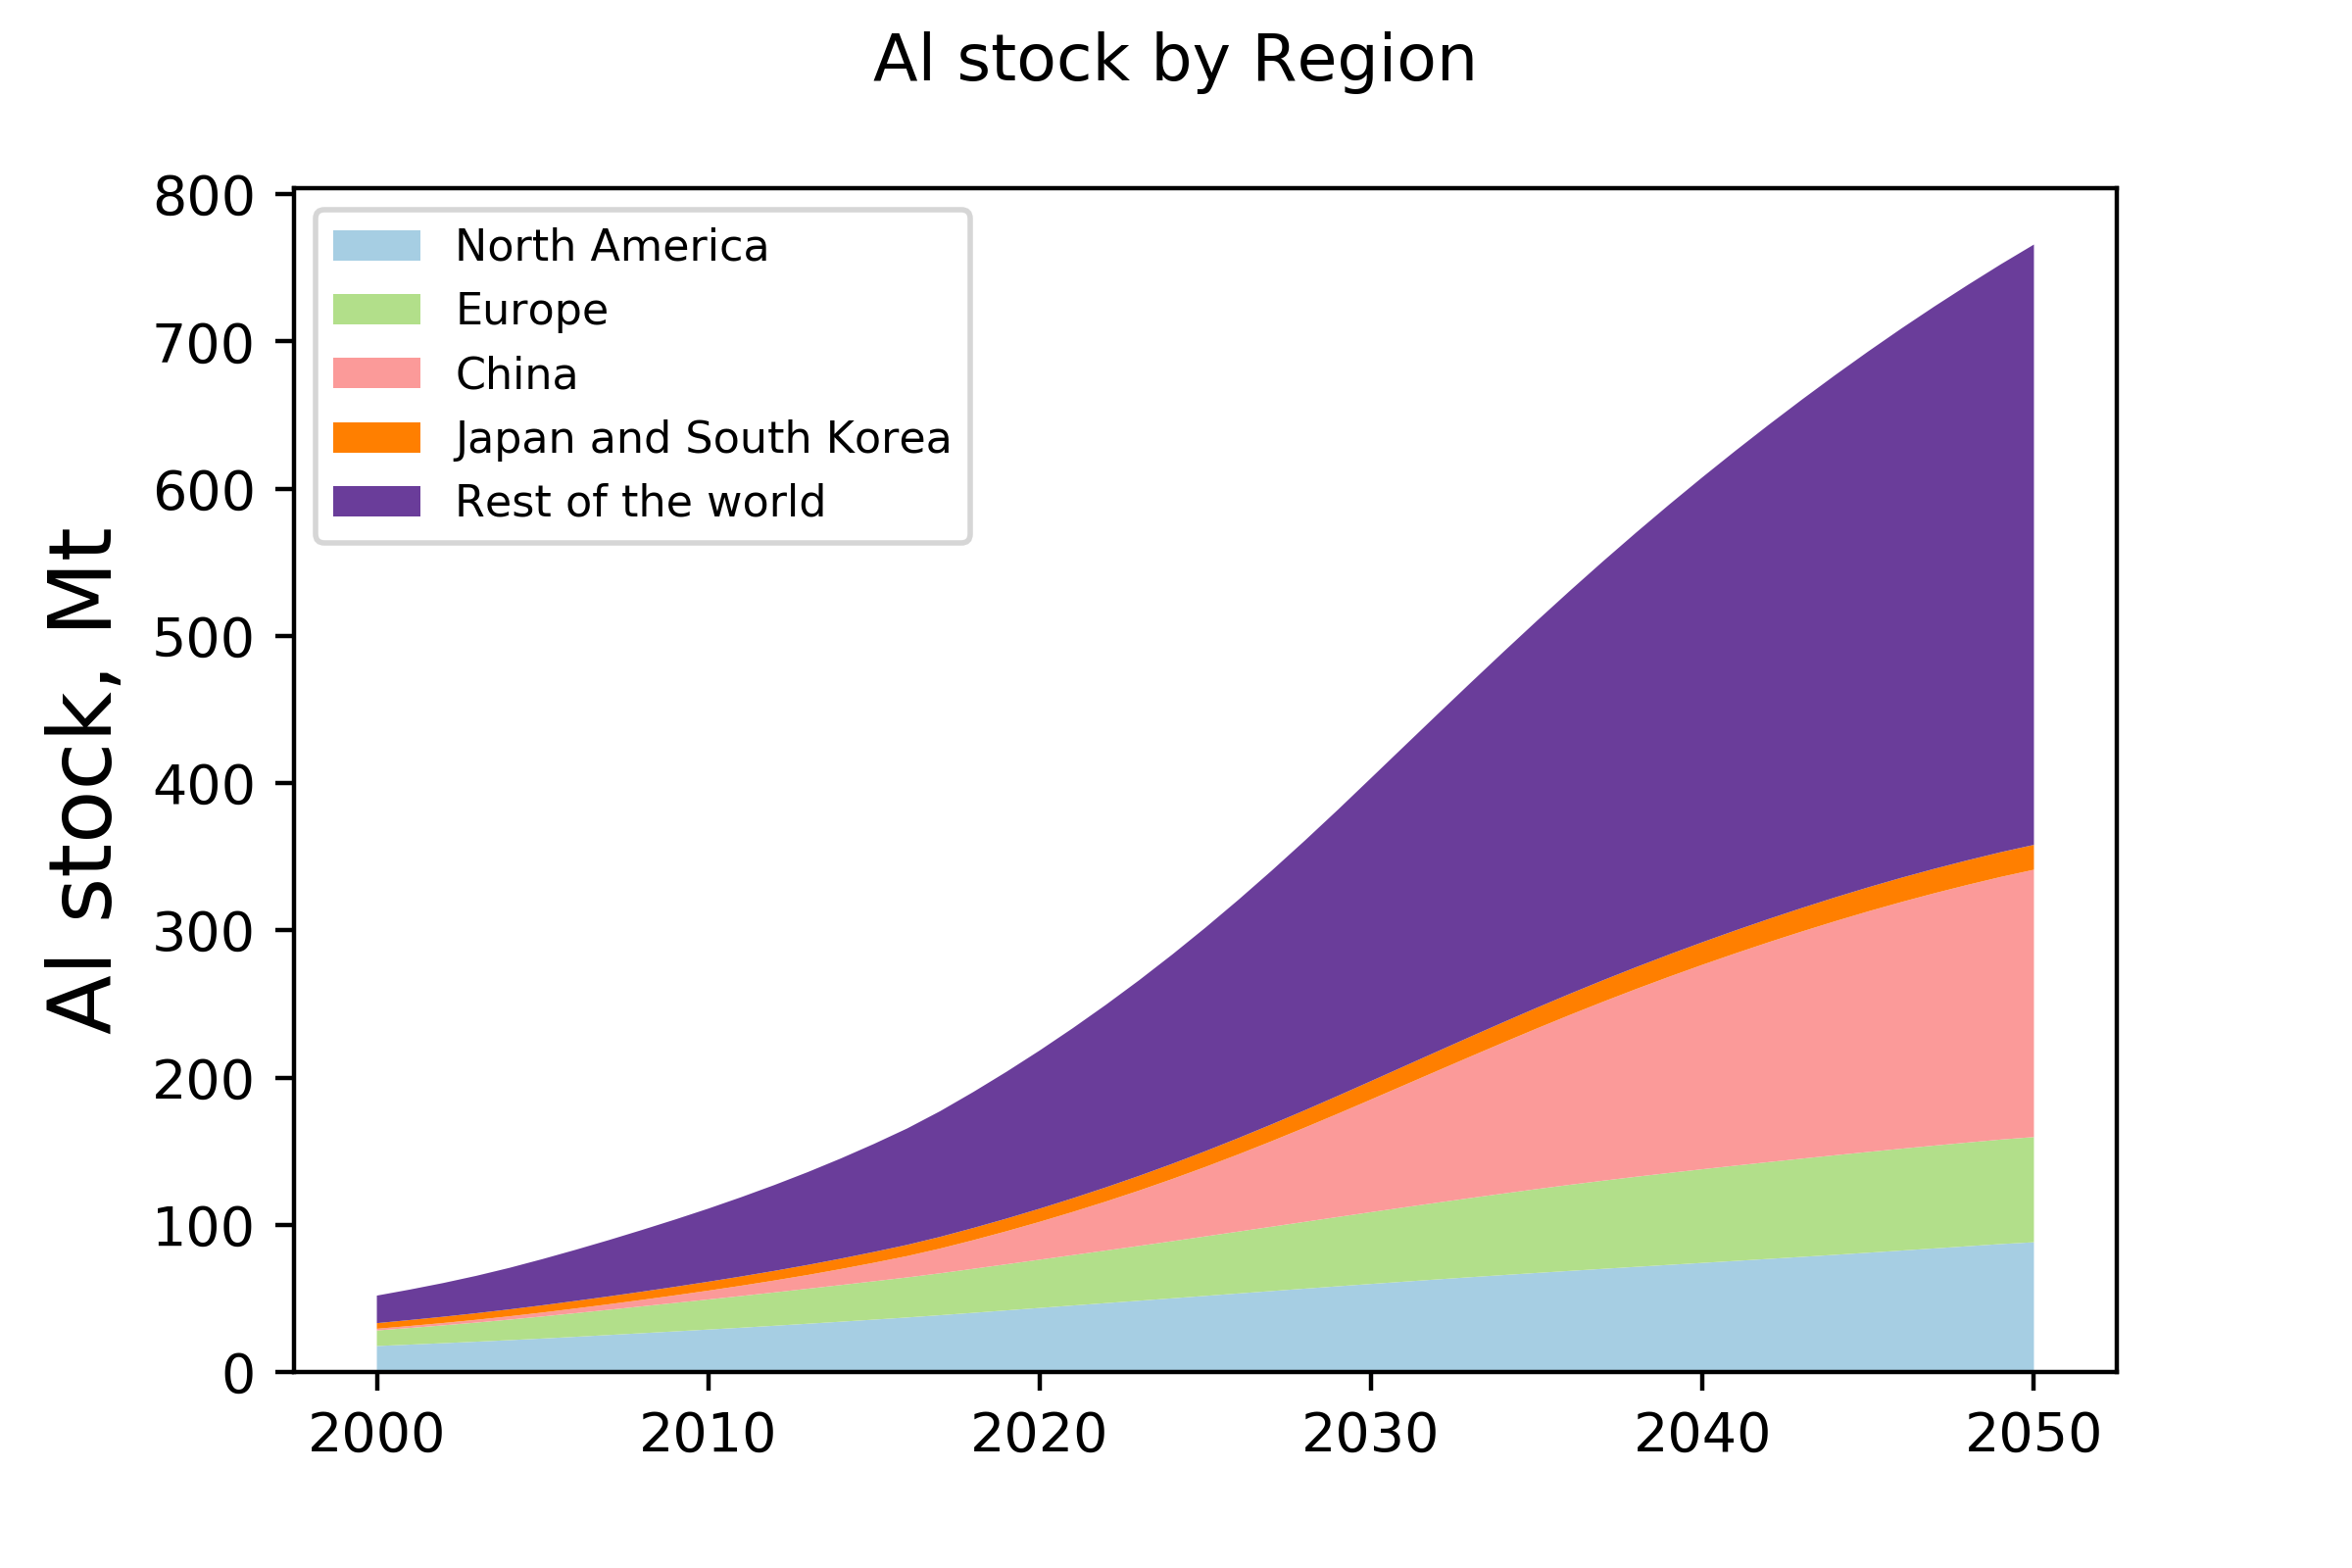 Al stock by Region
Al stock, Mt
800
700
600
500
400
300
200
100
0
North America
Europe
China
Japan and South Korea
Rest of the world
2000 2010 2020 2030 2040 2050